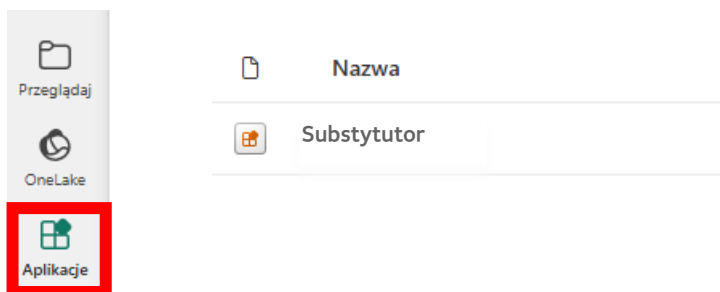 Przeglądaj
OneLake
Aplikacje
Nazwa
Substytutor